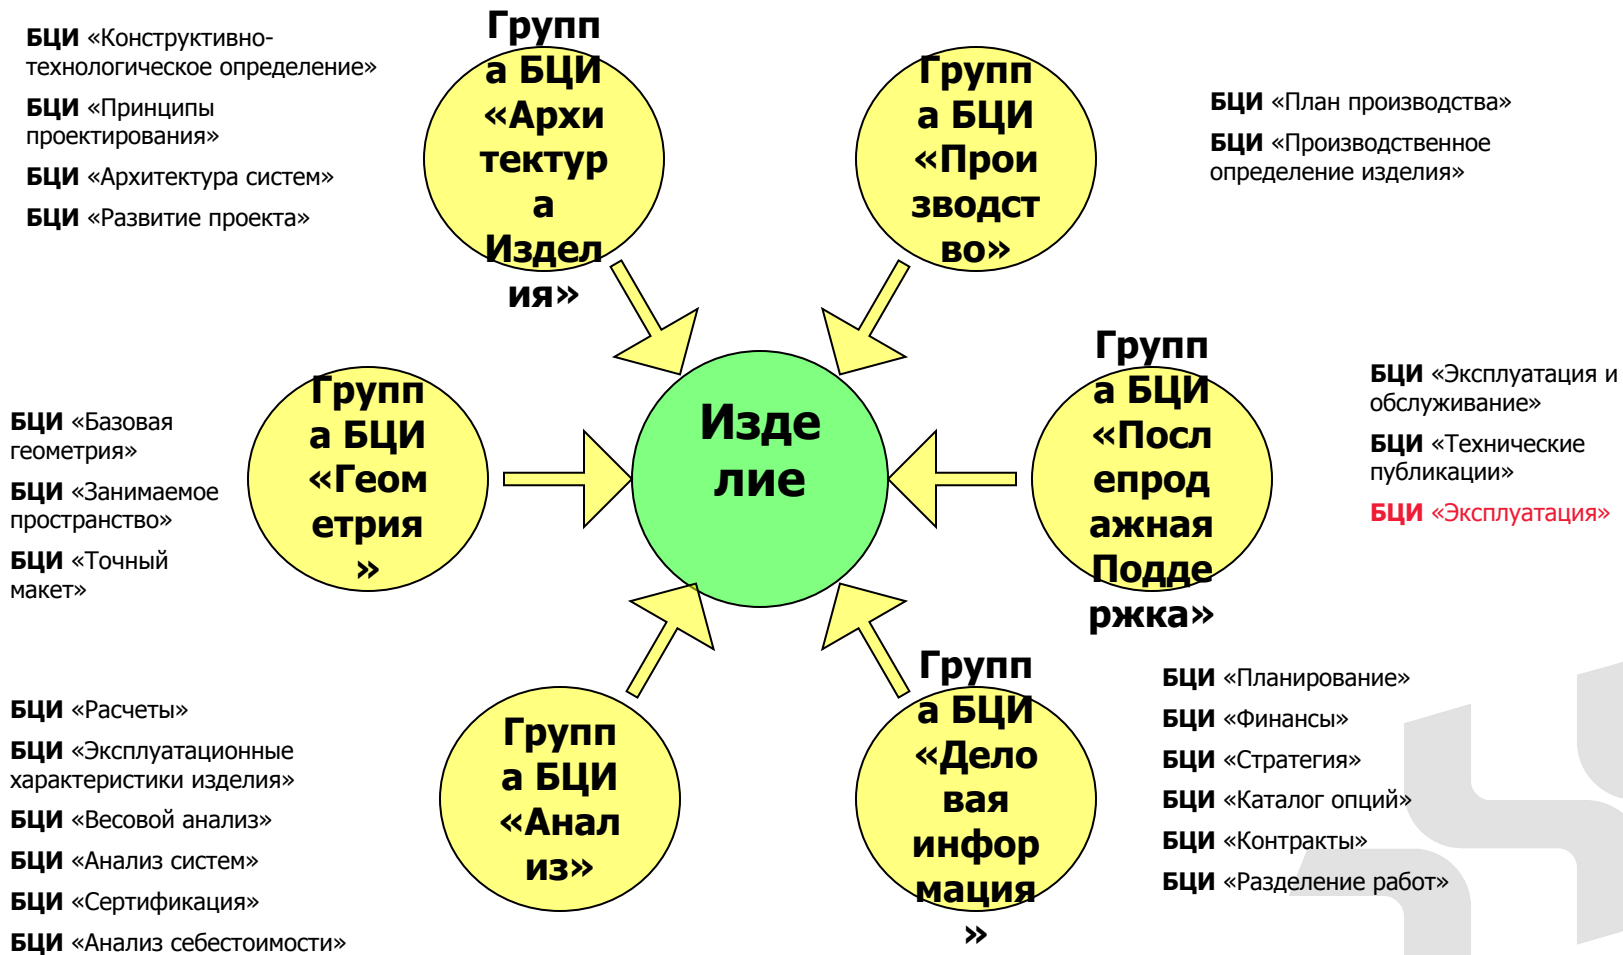 БЦИ «Конструктивно-
технологическое определение»
БЦИ «Принципы
проектирования»
БЦИ «Архитектура систем»
БЦИ «Развитие проекта»
Групп
а БЦИ
«Архи
тектур
а
Издел
ия»
Групп
а БЦИ
«Прои
зводст
во»
БЦИ «План производства»
БЦИ «Производственное
определение изделия»
БЦИ «Базовая
геометрия»
БЦИ «Занимаемое
пространство»
БЦИ «Точный
макет»
Групп
а БЦИ
«Геом
етрия
»
Изде
лие
Групп
а БЦИ
«Посл
епрод
ажная
Подде
ржка»
БЦИ «Эксплуатация и
обслуживание»
БЦИ «Технические
публикации»
БЦИ «Эксплуатация»
БЦИ «Расчеты»
БЦИ «Эксплуатационные
характеристики изделия»
БЦИ «Весовой анализ»
БЦИ «Анализ систем»
БЦИ «Сертификация»
БЦИ «Анализ себестоимости»
Групп
а БЦИ
«Анал
из»
Групп
а БЦИ
«Дело
вая
инфор
мация
»
БЦИ «Планирование»
БЦИ «Финансы»
БЦИ «Стратегия»
БЦИ «Каталог опций»
БЦИ «Контракты»
БЦИ «Разделение работ»